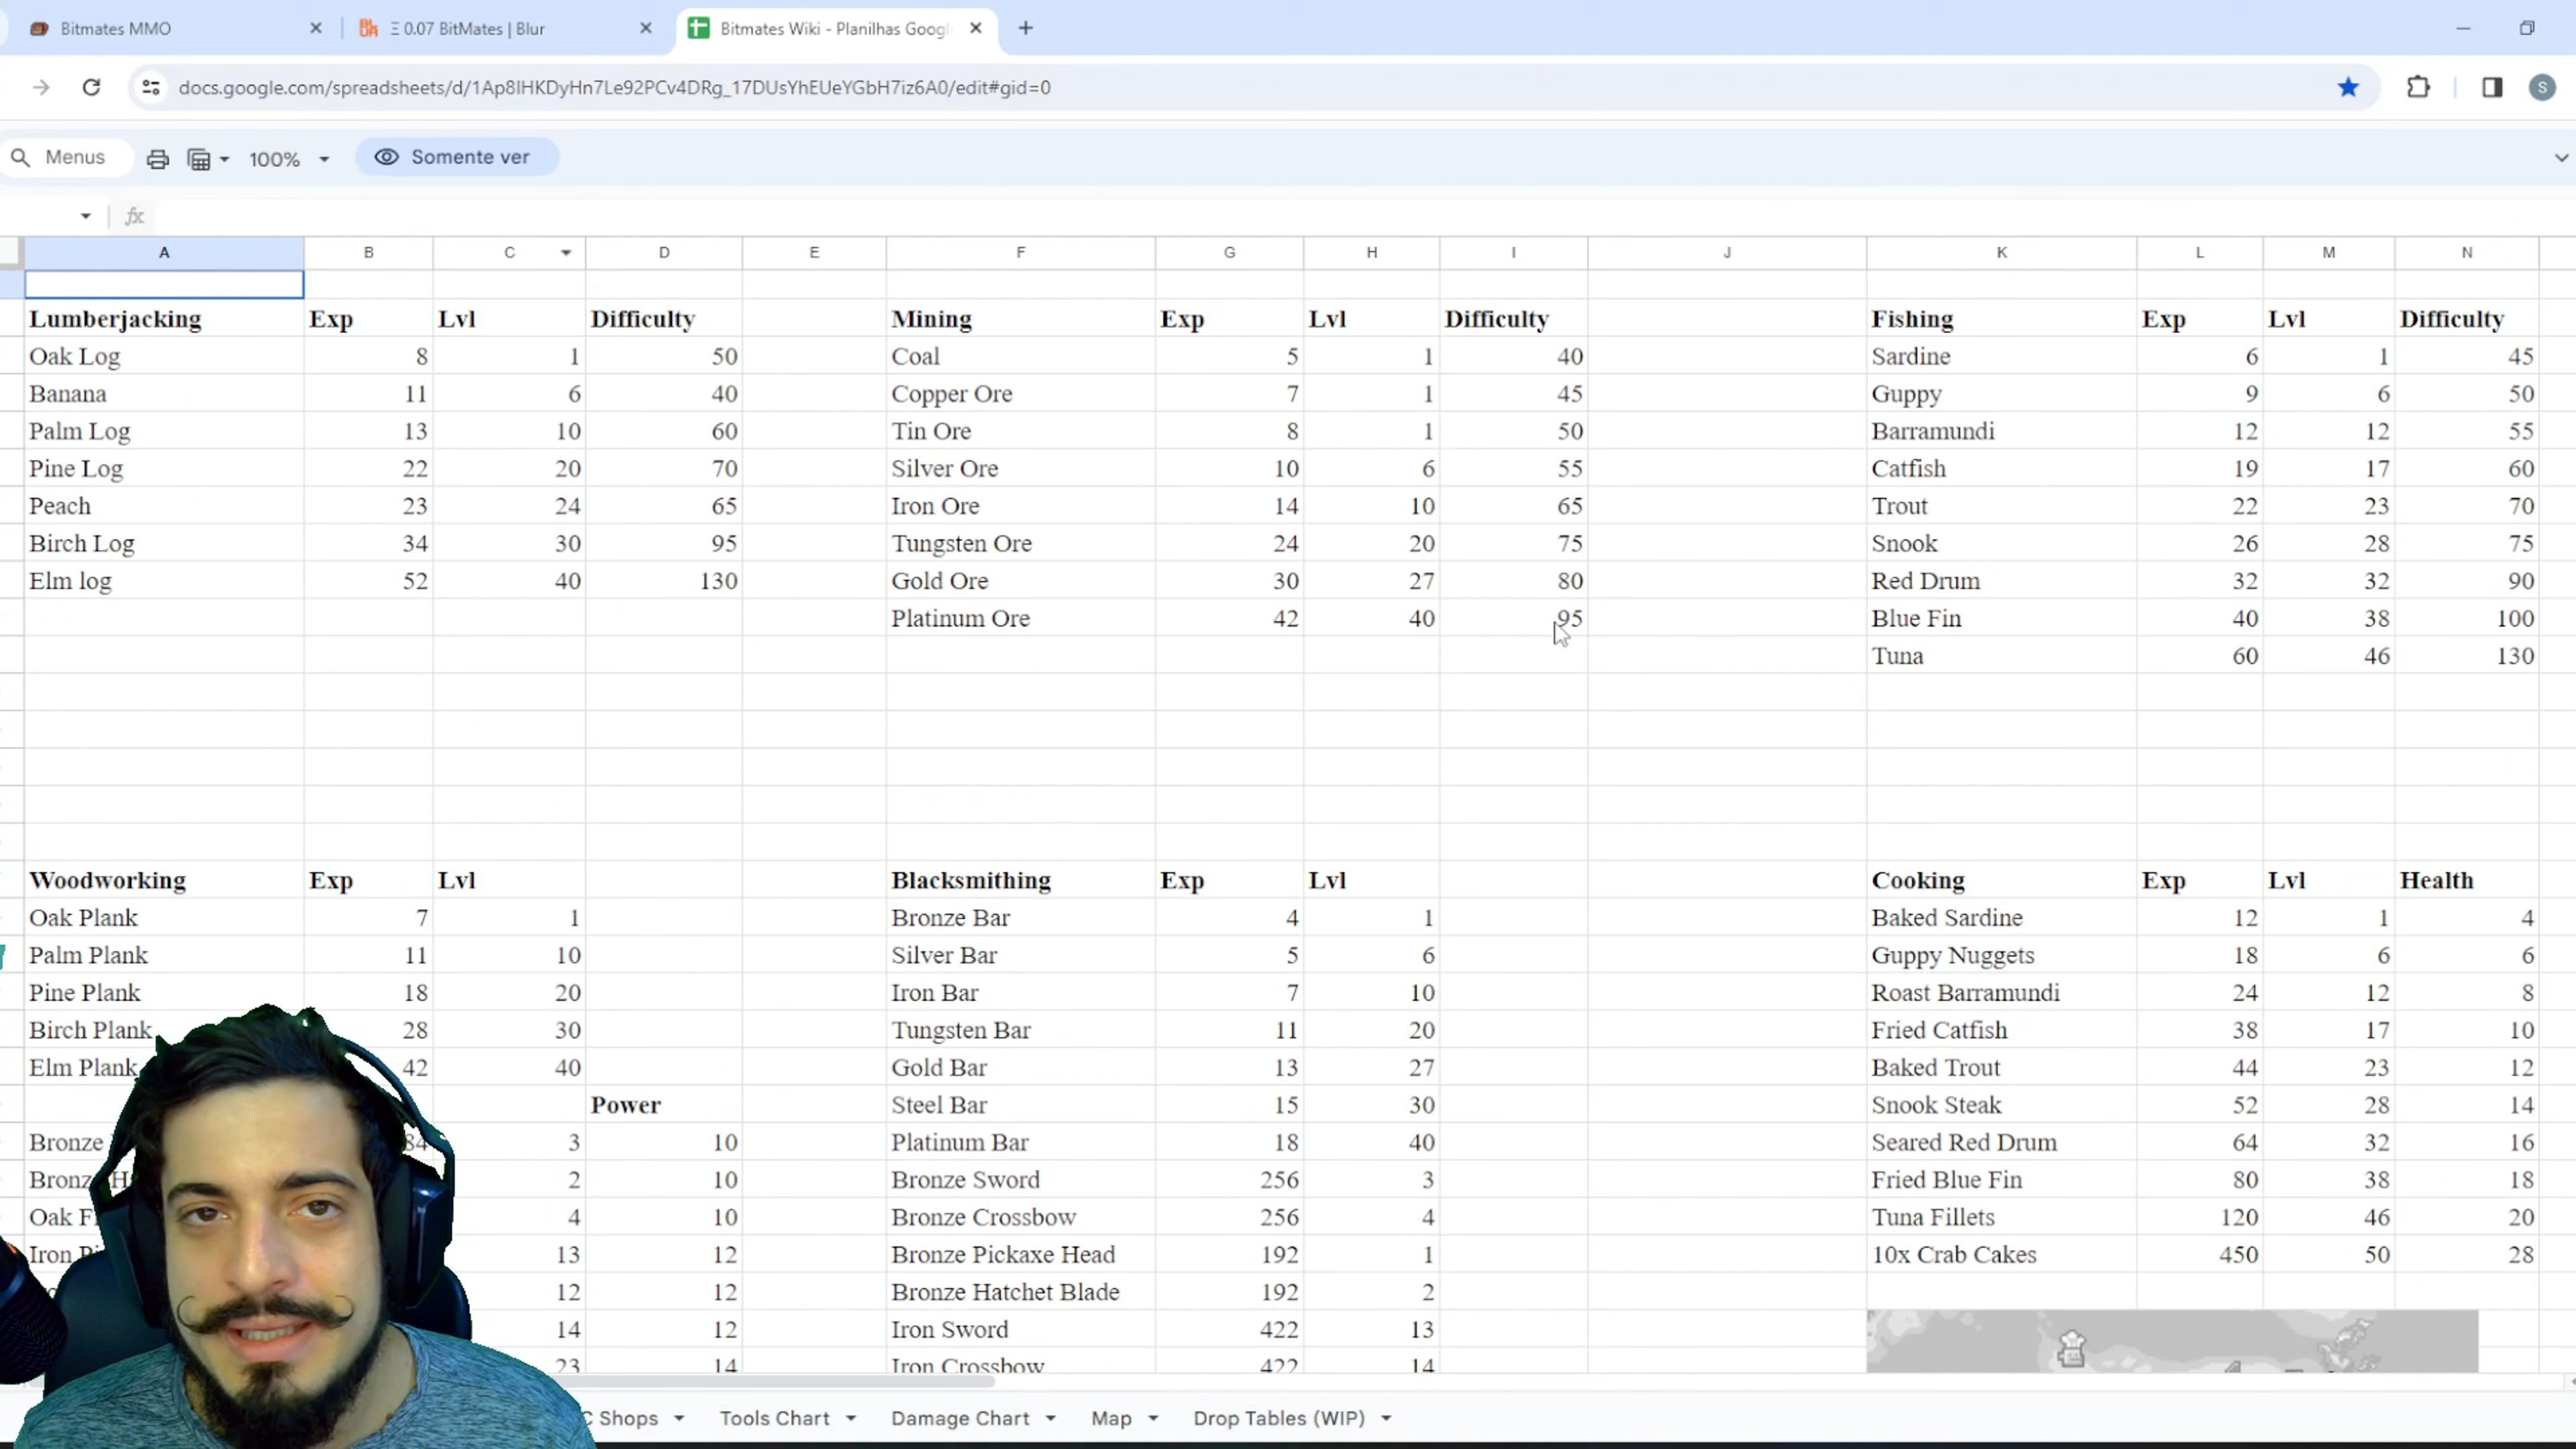 Bitmates MMO
Ξ 0.07 BitMates | Blur
Bitmates Wiki - Planilhas Googl
docs.google.com/spreadsheets/d/1Ap8IHKDyHn7Le92PCv4DRg_17DUsYhEUeYGbH7iz6A0/edit#gid=0
S
Menus 100% Somente ver
fx
A B C D E F G H I J K L M N
Lumberjacking Exp Lvl Difficulty Mining Exp Lvl Difficulty Fishing Exp Lvl Difficulty
Oak Log 8 1 50 Coal 5 1 40 Sardine 6 1 45
Banana 11 6 40 Copper Ore 7 1 45 Guppy 9 6 50
Palm Log 13 10 60 Tin Ore 8 1 50 Barramundi 12 12 55
Pine Log 22 20 70 Silver Ore 10 6 55 Catfish 19 17 60
Peach 23 24 65 Iron Ore 14 10 65 Trout 22 23 70
Birch Log 34 30 95 Tungsten Ore 24 20 75 Snook 26 28 75
Elm log 52 40 130 Gold Ore 30 27 80 Red Drum 32 32 90
Platinum Ore 42 40 95 Blue Fin 40 38 100
Tuna 60 46 130
Woodworking Exp Lvl Blacksmithing Exp Lvl Cooking Exp Lvl Health
Oak Plank 7 1 Bronze Bar 4 1 Baked Sardine 12 1 4
Palm Plank 11 10 Silver Bar 5 6 Guppy Nuggets 18 6 6
Pine Plank 18 20 Iron Bar 7 10 Roast Barramundi 24 12 8
Birch Plank 28 30 Tungsten Bar 11 20 Fried Catfish 38 17 10
Elm Plank 42 40 Gold Bar 13 27 Baked Trout 44 23 12
Power Steel Bar 15 30 Snook Steak 52 28 14
Bronze 84 3 10 Platinum Bar 18 40 Seared Red Drum 64 32 16
Bronze 2 10 Bronze Sword 256 3 Fried Blue Fin 80 38 18
Oak 4 10 Bronze Crossbow 256 4 Tuna Fillets 120 46 20
Iron 13 12 Bronze Pickaxe Head 192 1 10x Crab Cakes 450 50 28
12 12 Bronze Hatchet Blade 192 2
14 12 Iron Sword 422 13
23 14 Iron Crossbow 422 14
C Shops Tools Chart Damage Chart Map Drop Tables (WIP)